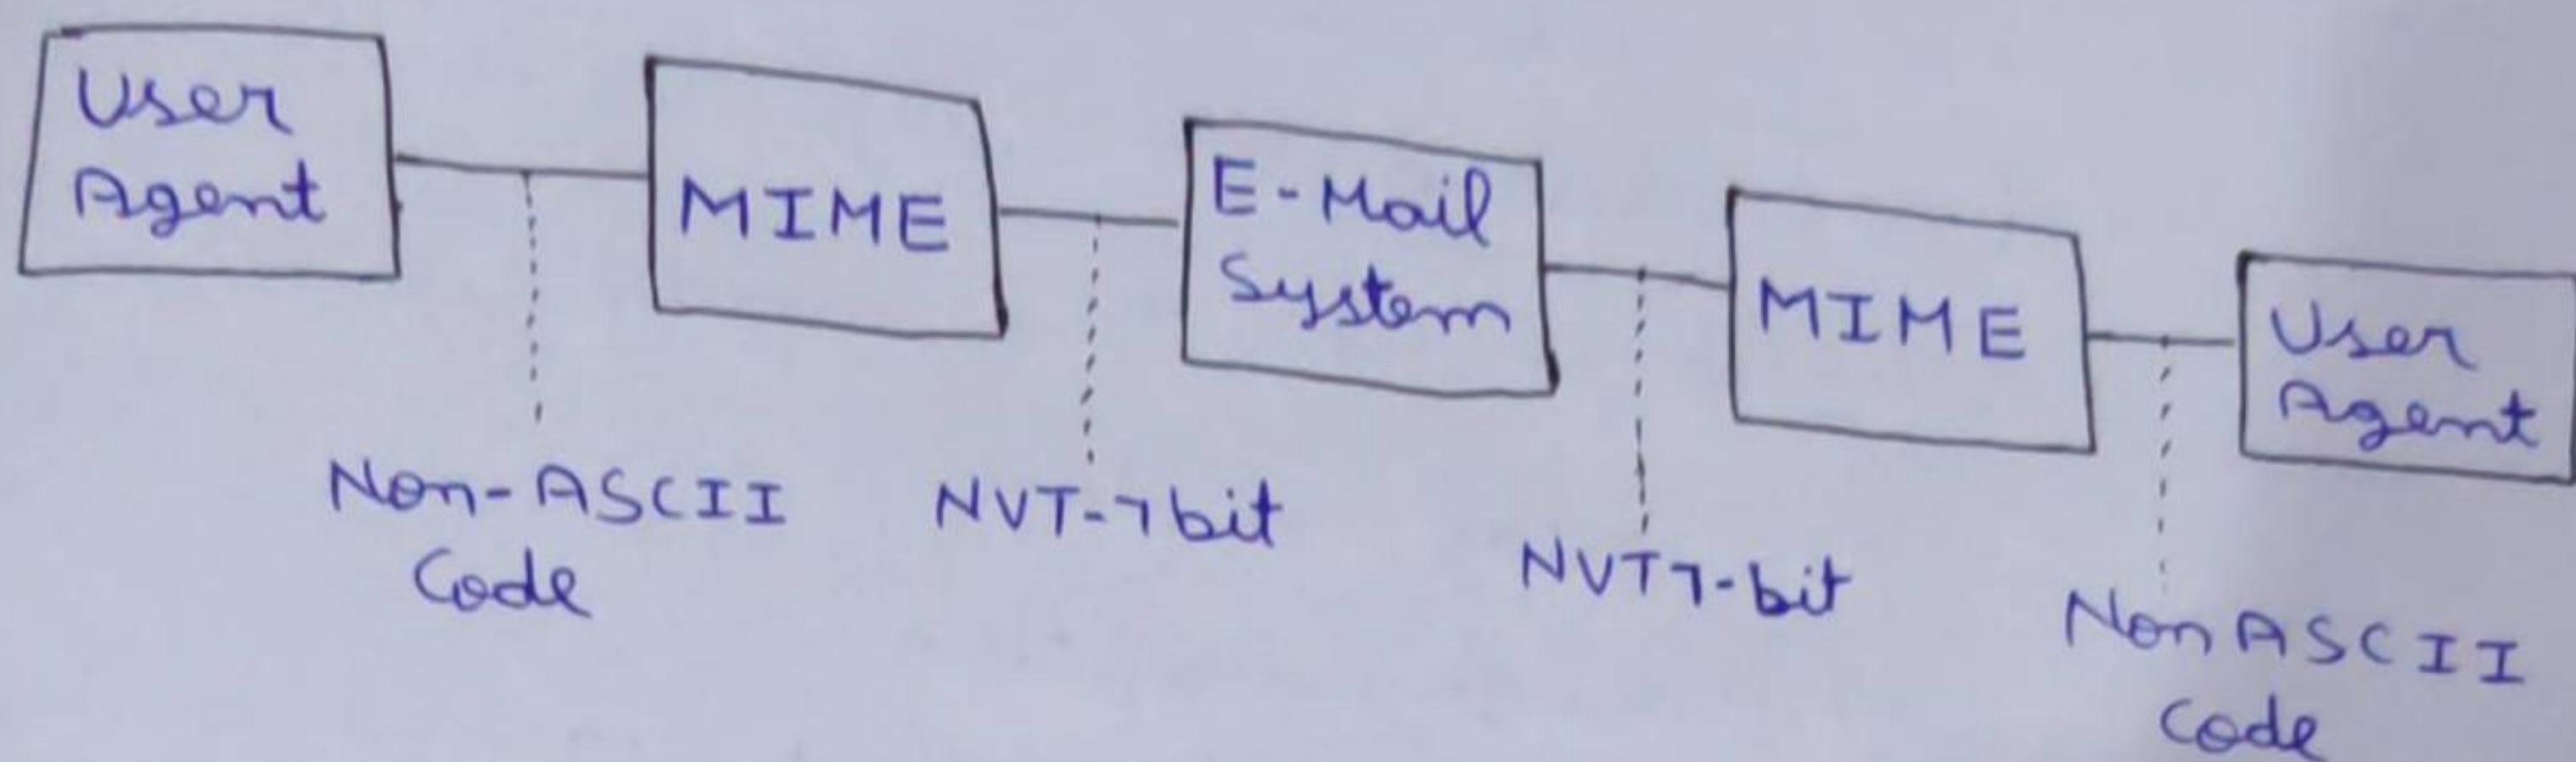 User
Agent
MIME
E-Mail
System
MIME
User
Agent
Non-ASCII
Code
NVT-7bit
NVT7-bit
Non ASCII
Code